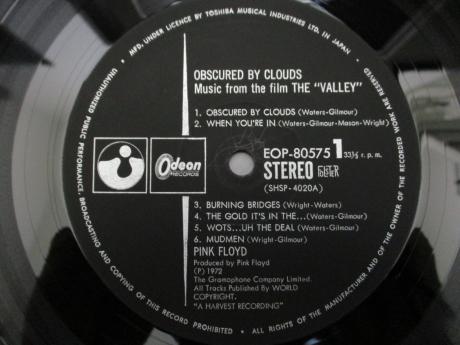 MFD. UNDER LICENCE BY TOSHIBA MUSICAL INDUSTRIES LTD. IN JAPAN •
OBSCURED BY CLOUDS
Music from the film THE "VALLEY"
1. OBSCURED BY CLOUDS (Waters-Gilmour)
2. WHEN YOU'RE IN (Waters-Gilmour-Mason-Wright)
Odeon
RECORDS
EOP-80575 1 33⅓ r. p. m.
STEREO
(SHSP-4020A)
3. BURNING BRIDGES (Wright-Waters)
4. THE GOLD IT'S IN THE...(Waters-Gilmour)
5. WOTS...UH THE DEAL (Waters-Gilmour)
6. MUDMEN (Wright-Gilmour)
PINK FLOYD
Produced by Pink Floyd
(P) 1972
The Gramophone Company Limited.
All Tracks Published By WORLD
COPYRIGHT.
"A HARVEST RECORDING"
ALL RIGHTS OF THE MANUFACTURER AND OF THE OWNER OF THE RECORDED WORK ARE RESERVED
UNAUTHORIZED PUBLIC PERFORMANCE, BROADCASTING AND COPYING OF THIS RECORD PROHIBITED •